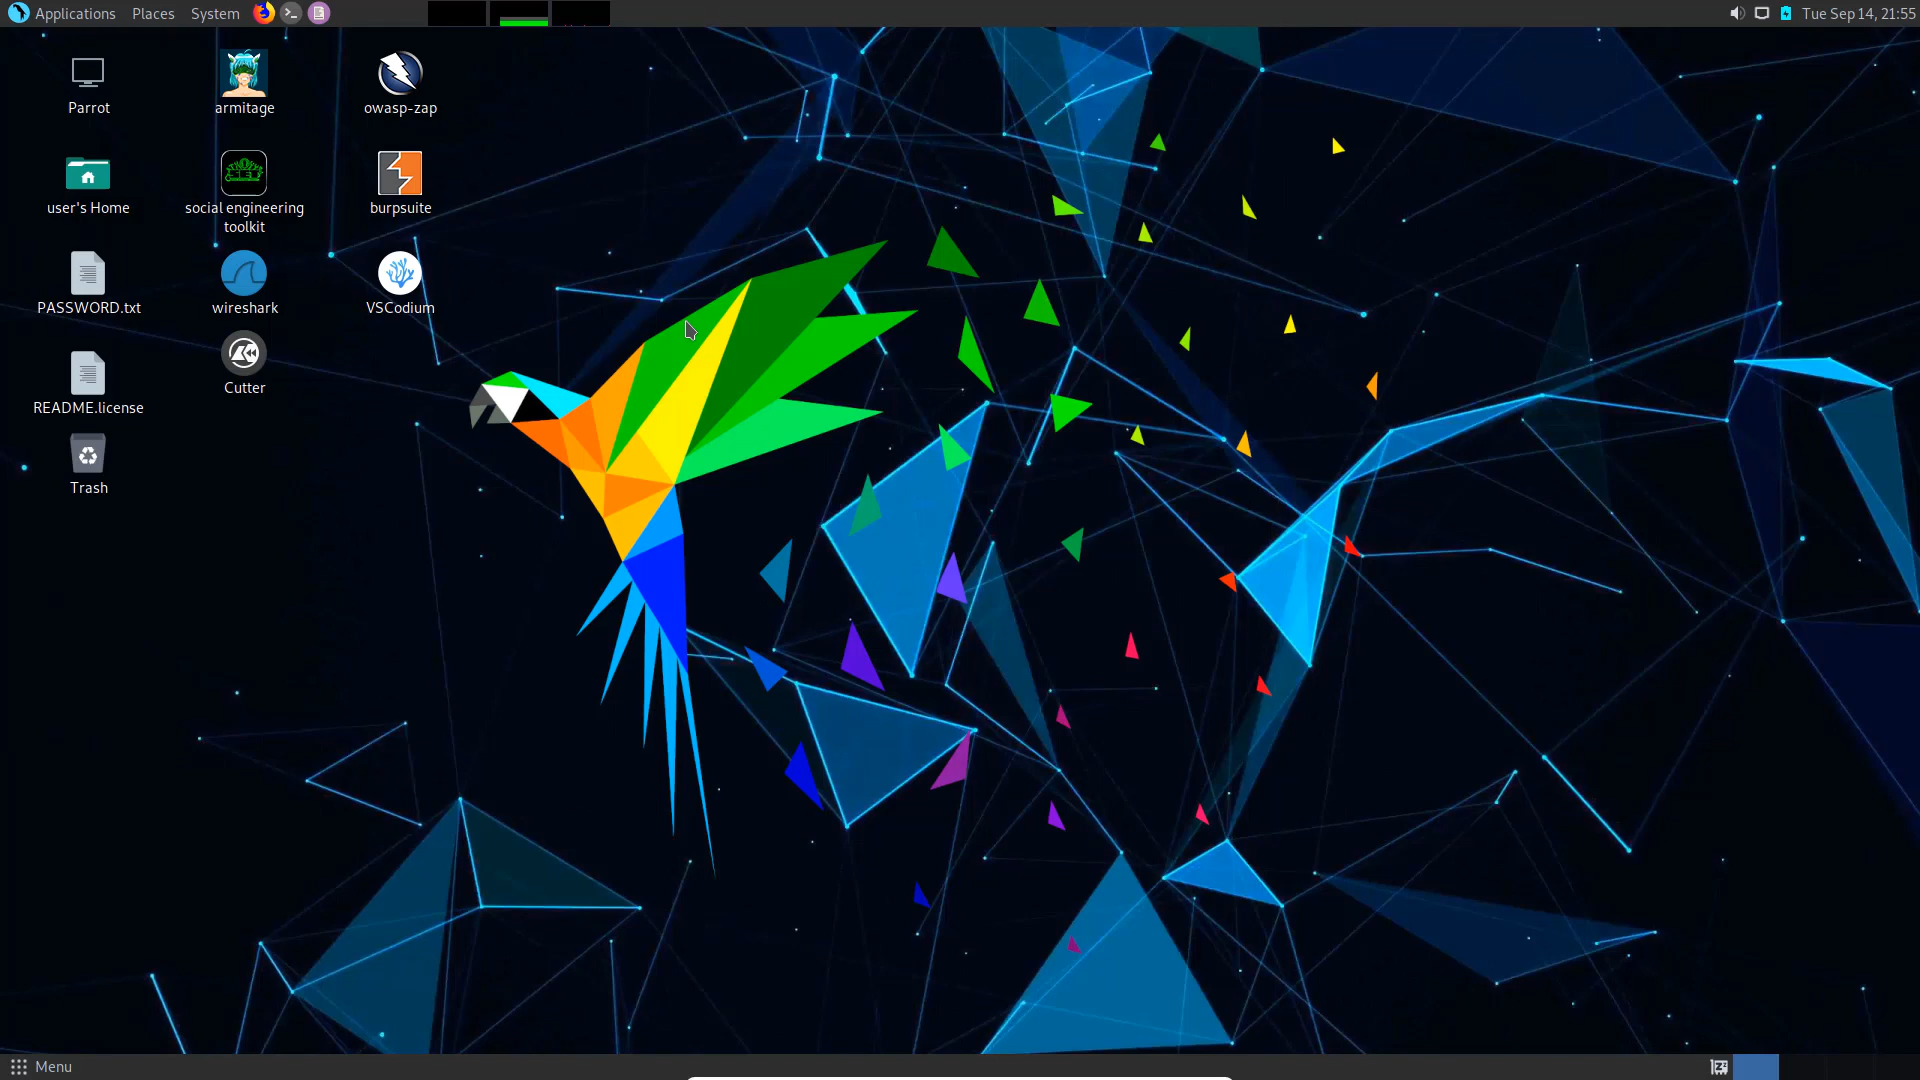 Applications Places System
Tue Sep 14, 21:55
Parrot
armitage
owasp-zap
user's Home
social engineering
toolkit
burpsuite
PASSWORD.txt
wireshark
VSCodium
README.license
Cutter
Trash
Menu